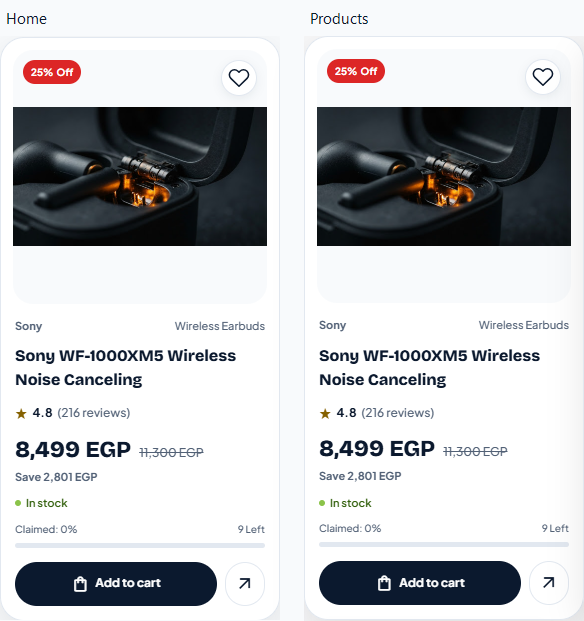 Home
25% Off
Sony Wireless Earbuds
Sony WF-1000XM5 Wireless
Noise Canceling
4.8 (216 reviews)
8,499 EGP 11,300 EGP
Save 2,801 EGP
In stock
Claimed: 0% 9 Left
Add to cart
Products
25% Off
Sony Wireless Earbuds
Sony WF-1000XM5 Wireless
Noise Canceling
4.8 (216 reviews)
8,499 EGP 11,300 EGP
Save 2,801 EGP
In stock
Claimed: 0% 9 Left
Add to cart